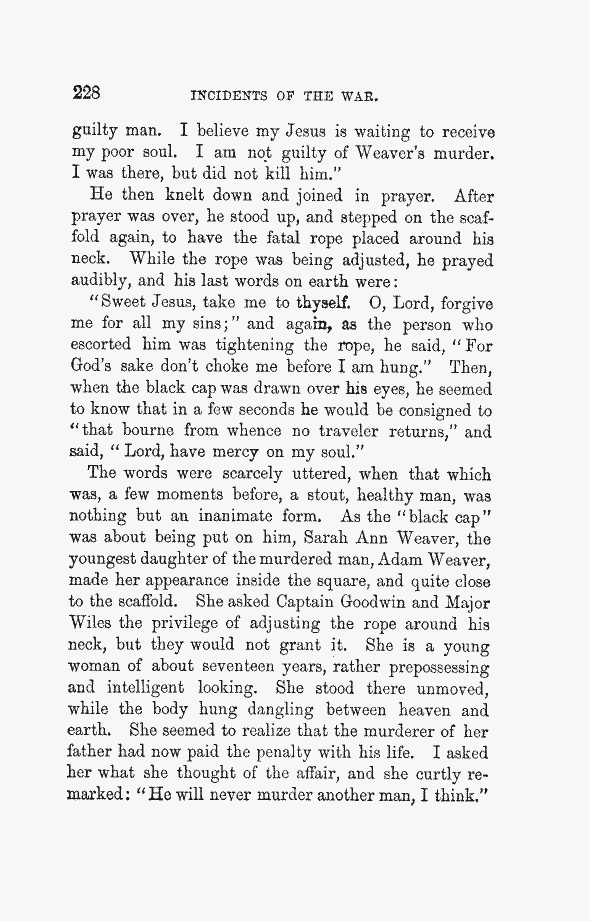 228 INCIDENTS OF THE WAR.
guilty man. I believe my Jesus is waiting to receive
my poor soul. I am not guilty of Weaver's murder.
I was there, but did not kill him."
He then knelt down and joined in prayer. After
prayer was over, he stood up, and stepped on the scaf-
fold again, to have the fatal rope placed around his
neck. While the rope was being adjusted, he prayed
audibly, and his last words on earth were:
"Sweet Jesus, take me to thyself. O, Lord, forgive
me for all my sins;" and again, as the person who
escorted him was tightening the rope, he said, "For
God's sake don't choke me before I am hung." Then,
when the black cap was drawn over his eyes, he seemed
to know that in a few seconds he would be consigned to
"that bourne from whence no traveler returns," and
said, "Lord, have mercy on my soul."
The words were scarcely uttered, when that which
was, a few moments before, a stout, healthy man, was
nothing but an inanimate form. As the "black cap"
was about being put on him, Sarah Ann Weaver, the
youngest daughter of the murdered man, Adam Weaver,
made her appearance inside the square, and quite close
to the scaffold. She asked Captain Goodwin and Major
Wiles the privilege of adjusting the rope around his
neck, but they would not grant it. She is a young
woman of about seventeen years, rather prepossessing
and intelligent looking. She stood there unmoved,
while the body hung dangling between heaven and
earth. She seemed to realize that the murderer of her
father had now paid the penalty with his life. I asked
her what she thought of the affair, and she curtly re-
marked: "He will never murder another man, I think."